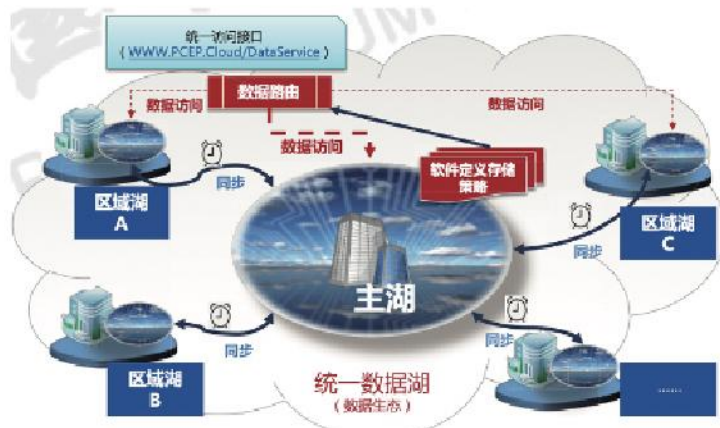 统一访问接口
( WWW.PCEP.Cloud/DataService )
数据路由
数据访问
数据访问
数据访问
软件定义存储
策略
同步
区域湖
A
同步
区域湖
C
主湖
同步
区域湖
B
同步
............
统一数据湖
(数据生态)